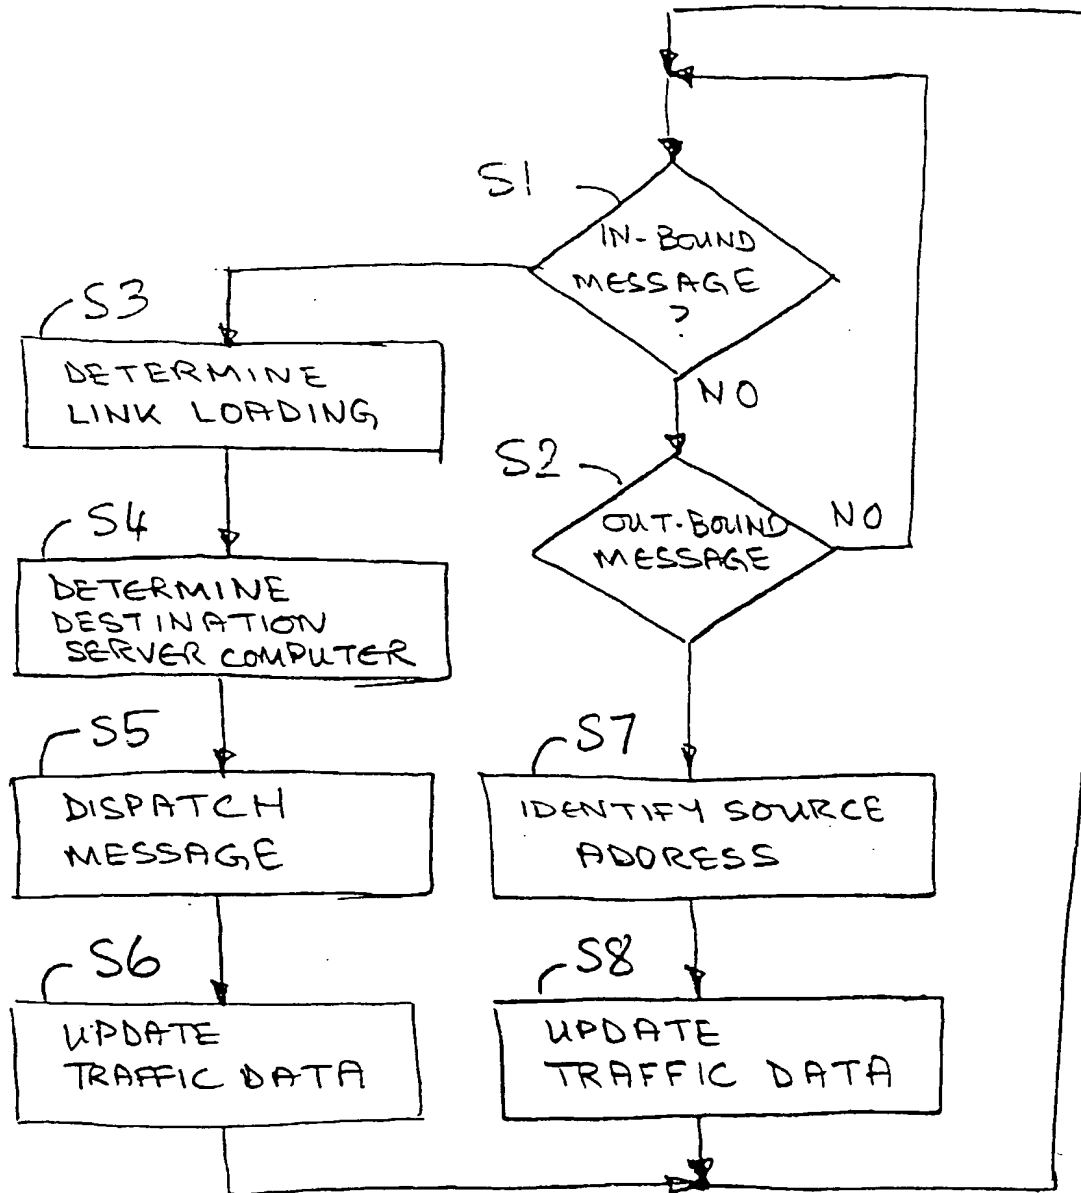 S1
IN-BOUND
MESSAGE
?
NO
S3
DETERMINE
LINK LOADING
S2
OUT-BOUND
MESSAGE
NO
S4
DETERMINE
DESTINATION
SERVER COMPUTER
S5
DISPATCH
MESSAGE
S7
IDENTIFY SOURCE
ADDRESS
S6
UPDATE
TRAFFIC DATA
S8
UPDATE
TRAFFIC DATA